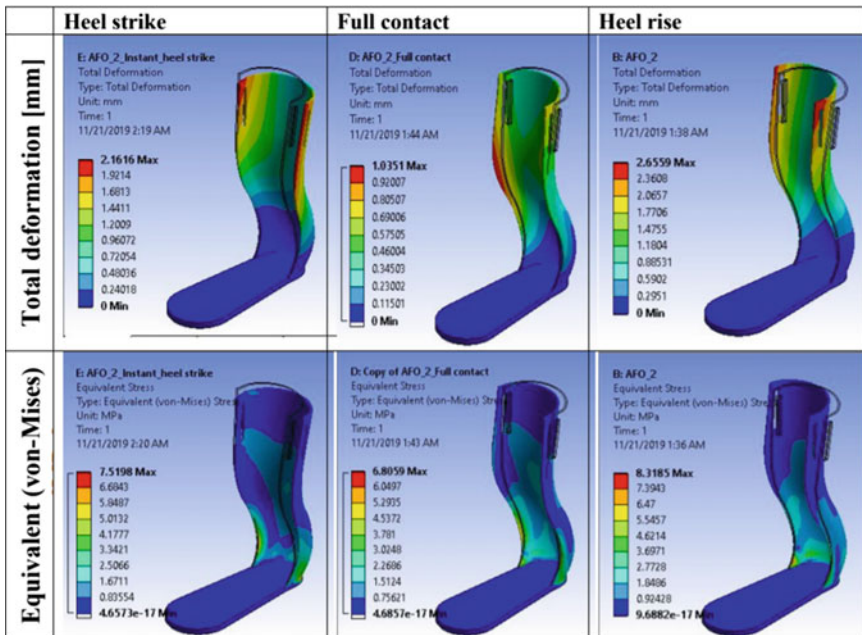 Heel strike
Full contact
Heel rise
Total deformation [mm]
E: AFO_2_Instant_heel strike
Total Deformation
Type: Total Deformation
Unit: mm
Time: 1
11/21/2019 2:19 AM
2.1616 Max
1.9214
1.6813
1.4411
1.2009
0.96072
0.72054
0.48036
0.24018
0 Min
D: AFO_2_Full contact
Total Deformation
Type: Total Deformation
Unit: mm
Time: 1
11/21/2019 1:44 AM
1.0351 Max
0.92007
0.80507
0.69006
0.57505
0.46004
0.34503
0.23002
0.11501
0 Min
B: AFO_2
Total Deformation
Type: Total Deformation
Unit: mm
Time: 1
11/21/2019 1:38 AM
2.6559 Max
2.3608
2.0657
1.7706
1.4755
1.1804
0.88531
0.5902
0.2951
0 Min
Equivalent (von-Mises)
E: AFO_2_Instant_heel strike
Equivalent Stress
Type: Equivalent (von-Mises) Stre
Unit: MPa
Time: 1
11/21/2019 2:20 AM
7.5198 Max
6.6843
5.8487
5.0132
4.1777
3.3421
2.5066
1.6711
0.83554
4.6573e-17 Min
D: Copy of AFO_2_Full contact
Equivalent Stress
Type: Equivalent (von-Mises) Stres
Unit: MPa
Time: 1
11/21/2019 1:43 AM
6.8059 Max
6.0497
5.2935
4.5372
3.781
3.0248
2.2686
1.5124
0.75621
4.6857e-17 Min
B: AFO_2
Equivalent Stress
Type: Equivalent (von-Mises) Stress
Unit: MPa
Time: 1
11/21/2019 1:36 AM
8.3185 Max
7.3943
6.47
5.5457
4.6214
3.6971
2.7728
1.8486
0.92428
9.6882e-17 Min